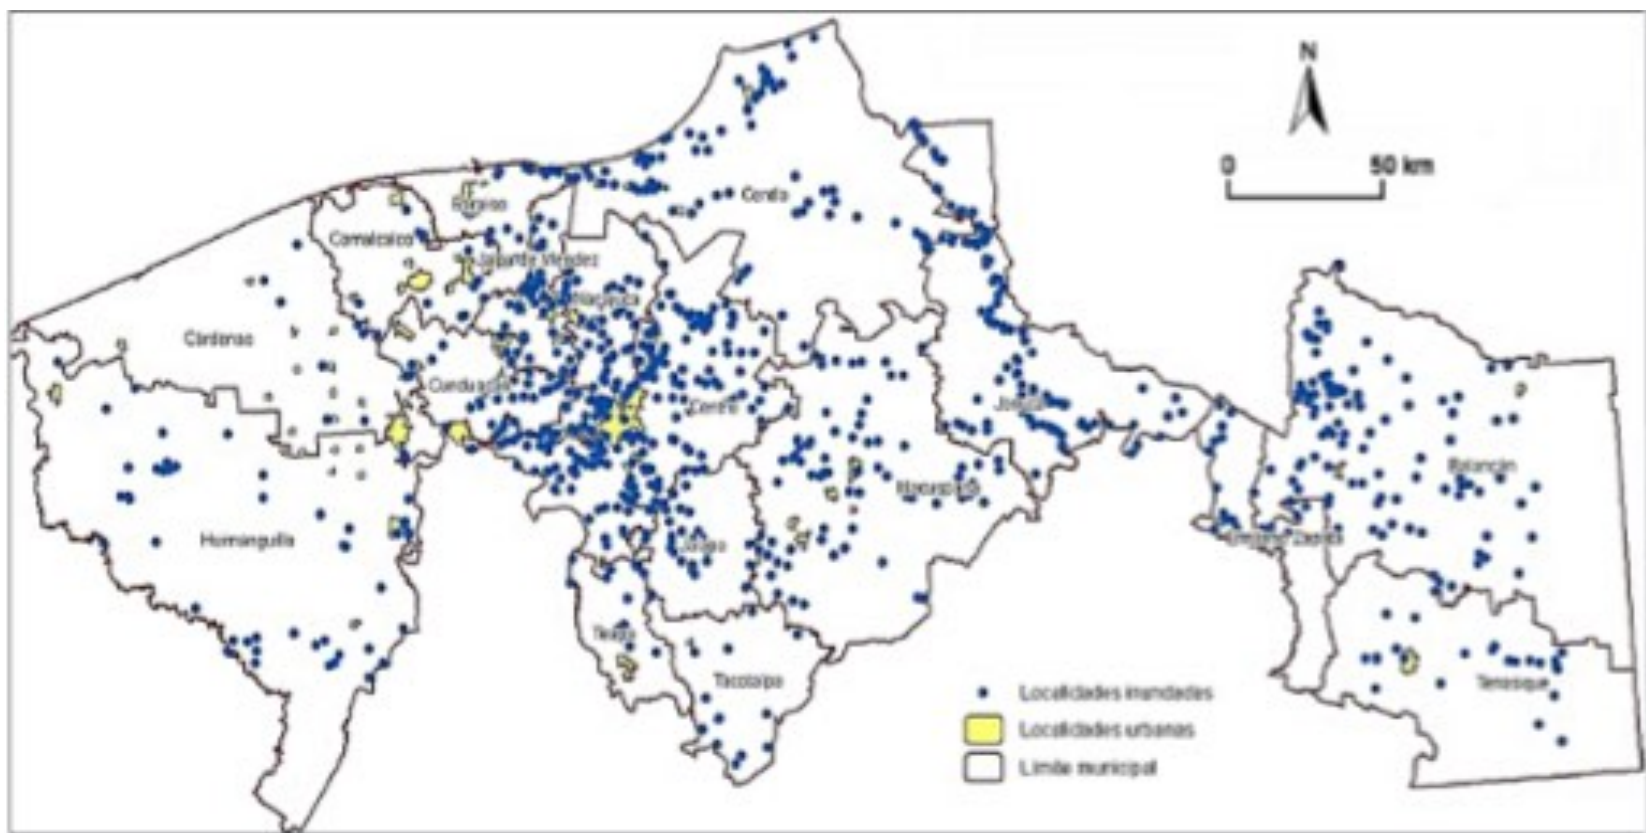 N
0 50 km
Centla
Paraíso
Comalcalco
Jalpa de Méndez
Nacajuca
Cárdenas
Cunduacán
Centro
Jonuta
Balancán
Macuspana
Huimanguillo
Jalapa
Emiliano Zapata
Teapa
Tacotalpa
Tenosique
Localidades inundadas
Localidades urbanas
Límite municipal